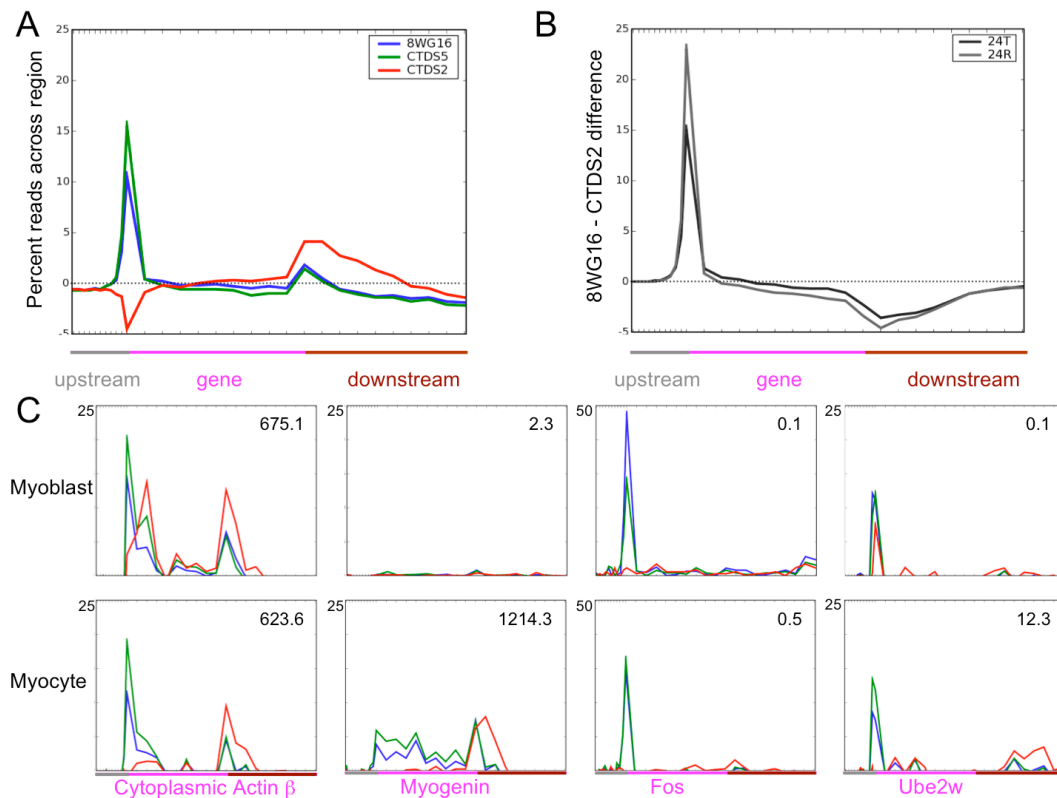 A
25
20
15
10
5
0
-5
Percent reads across region
8WG16
CTDS5
CTDS2
upstream
gene
downstream
B
25
20
15
10
5
0
-5
8WG16 - CTDS2 difference
24T
24R
upstream
gene
downstream
C
Myoblast
25
675.1
25
2.3
50
0.1
25
0.1
Myocyte
25
623.6
25
1214.3
50
0.5
25
12.3
Cytoplasmic Actin β
Myogenin
Fos
Ube2w